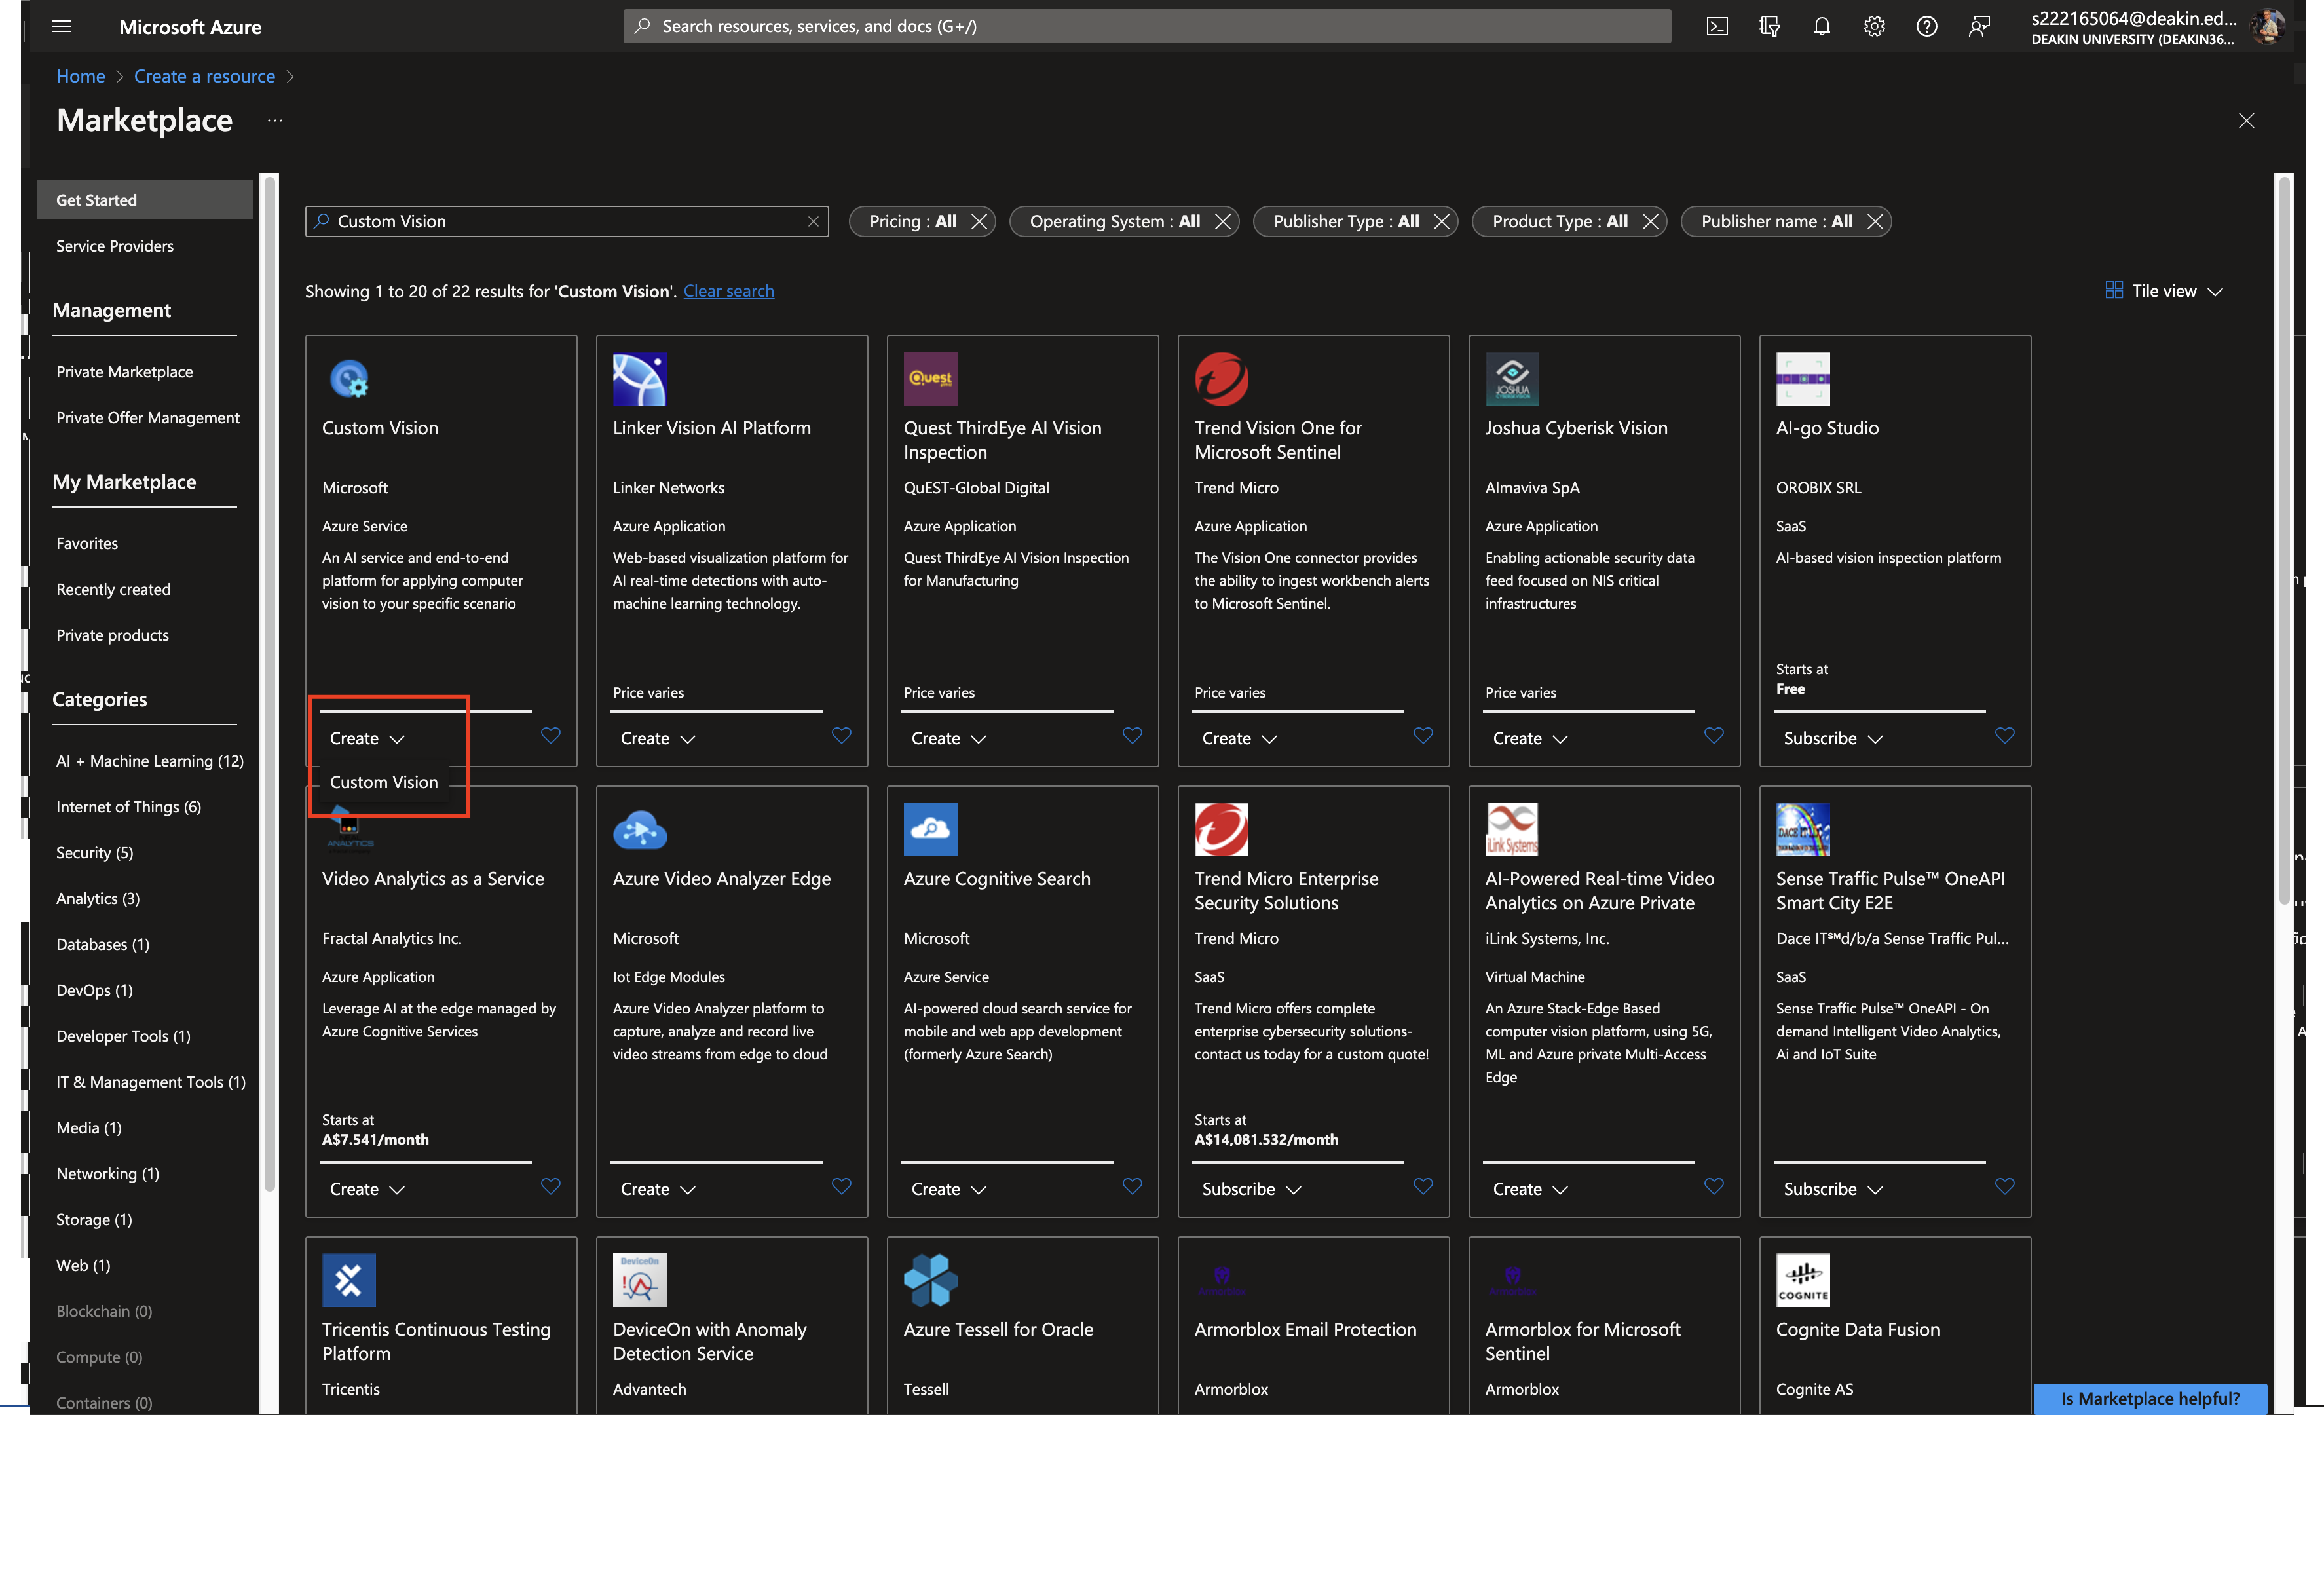 Microsoft Azure
Search resources, services, and docs (G+/)
s222165064@deakin.ed...
DEAKIN UNIVERSITY (DEAKIN36...
Home > Create a resource >
Marketplace ...
Get Started
Service Providers
Management
Private Marketplace
Private Offer Management
My Marketplace
Favorites
Recently created
Private products
Categories
AI + Machine Learning (12)
Internet of Things (6)
Security (5)
Analytics (3)
Databases (1)
DevOps (1)
Developer Tools (1)
IT & Management Tools (1)
Media (1)
Networking (1)
Storage (1)
Web (1)
Blockchain (0)
Compute (0)
Containers (0)
Custom Vision
Pricing : All
Operating System : All
Publisher Type : All
Product Type : All
Publisher name : All
Showing 1 to 20 of 22 results for 'Custom Vision'. Clear search
Tile view
Custom Vision
Microsoft
Azure Service
An AI service and end-to-end
platform for applying computer
vision to your specific scenario
Create
Custom Vision
Linker Vision AI Platform
Linker Networks
Azure Application
Web-based visualization platform for
AI real-time detections with auto-
machine learning technology.
Price varies
Create
Quest
Quest ThirdEye AI Vision
Inspection
QuEST-Global Digital
Azure Application
Quest ThirdEye AI Vision Inspection
for Manufacturing
Price varies
Create
Trend Vision One for
Microsoft Sentinel
Trend Micro
Azure Application
The Vision One connector provides
the ability to ingest workbench alerts
to Microsoft Sentinel.
Price varies
Create
JOSHUA
Joshua Cyberisk Vision
Almaviva SpA
Azure Application
Enabling actionable security data
feed focused on NIS critical
infrastructures
Price varies
Create
AI-go Studio
OROBIX SRL
SaaS
AI-based vision inspection platform
Starts at
Free
Subscribe
ANALYTICS
Video Analytics as a Service
Fractal Analytics Inc.
Azure Application
Leverage AI at the edge managed by
Azure Cognitive Services
Starts at
A$7.541/month
Create
Azure Video Analyzer Edge
Microsoft
Iot Edge Modules
Azure Video Analyzer platform to
capture, analyze and record live
video streams from edge to cloud
Create
Azure Cognitive Search
Microsoft
Azure Service
AI-powered cloud search service for
mobile and web app development
(formerly Azure Search)
Create
Trend Micro Enterprise
Security Solutions
Trend Micro
SaaS
Trend Micro offers complete
enterprise cybersecurity solutions-
contact us today for a custom quote!
Starts at
A$14,081.532/month
Subscribe
iLink Systems
AI-Powered Real-time Video
Analytics on Azure Private
iLink Systems, Inc.
Virtual Machine
An Azure Stack-Edge Based
computer vision platform, using 5G,
ML and Azure private Multi-Access
Edge
Create
Sense Traffic Pulse™ OneAPI
Smart City E2E
Dace IT℠d/b/a Sense Traffic Pul...
SaaS
Sense Traffic Pulse™ OneAPI - On
demand Intelligent Video Analytics,
Ai and IoT Suite
Subscribe
Tricentis Continuous Testing
Platform
Tricentis
DeviceOn
DeviceOn with Anomaly
Detection Service
Advantech
Azure Tessell for Oracle
Tessell
Armorblox Email Protection
Armorblox
Armorblox for Microsoft
Sentinel
Armorblox
COGNITE
Cognite Data Fusion
Cognite AS
Is Marketplace helpful?